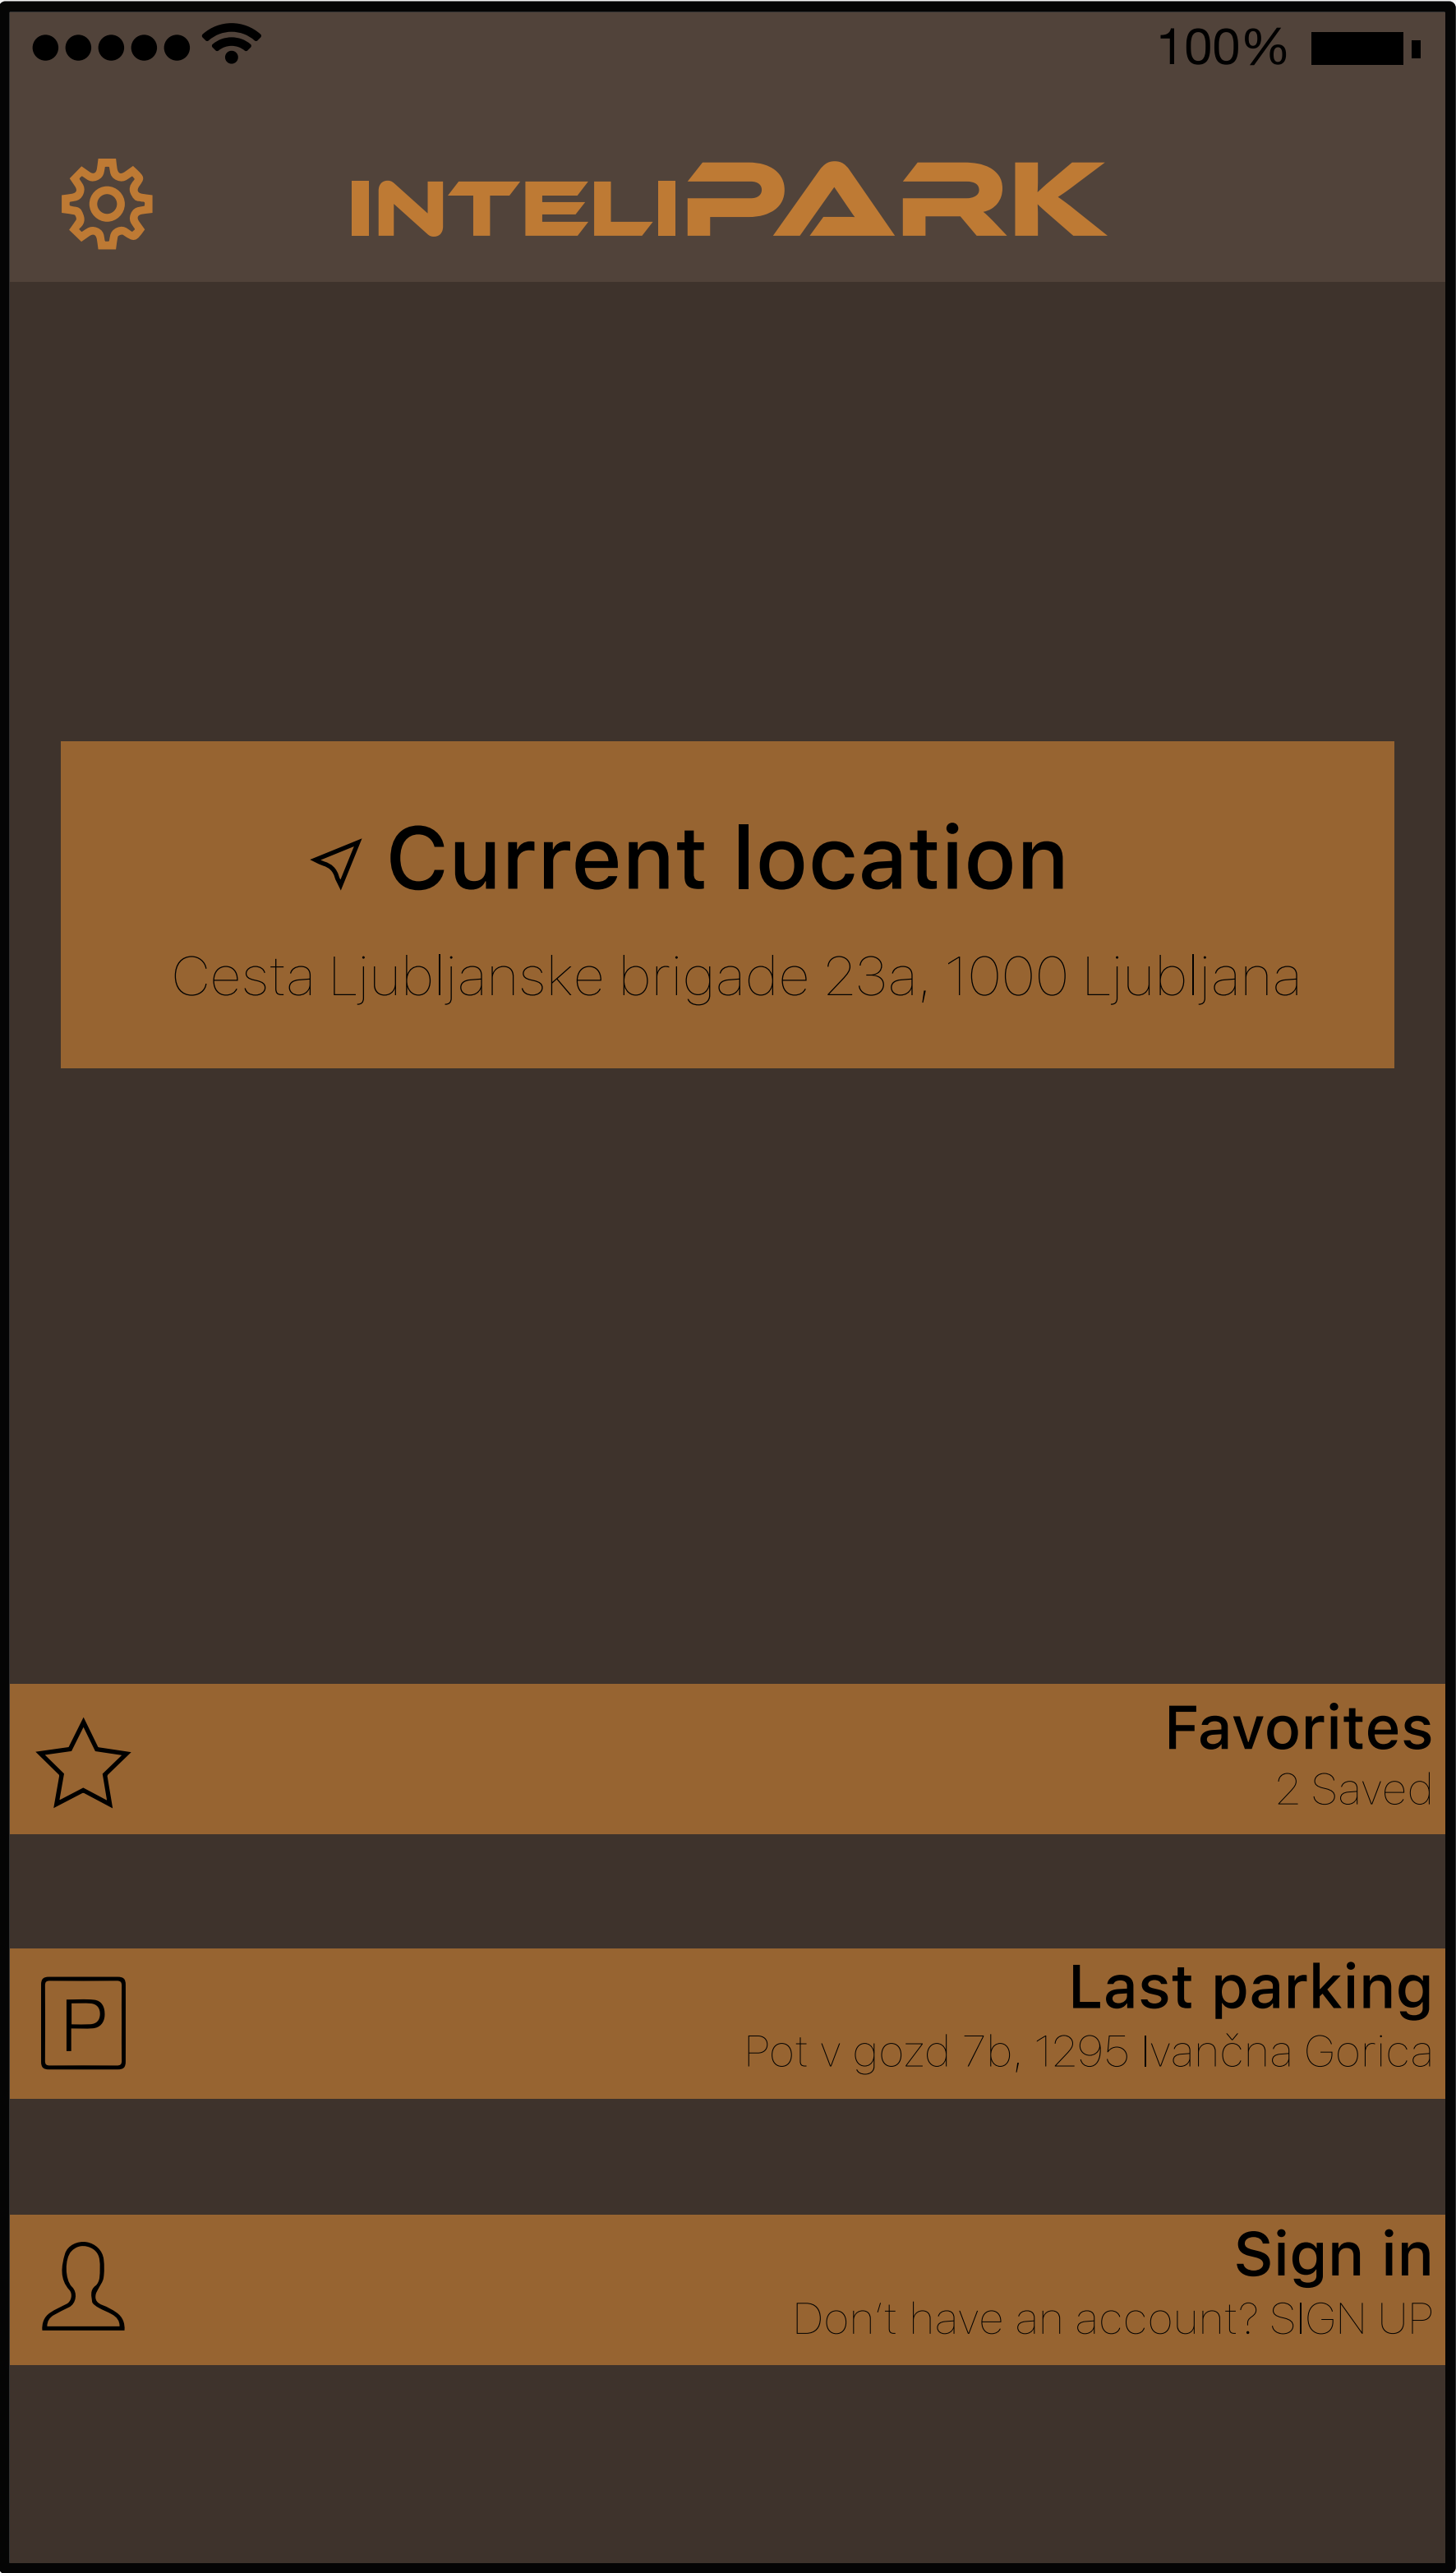 100%
INTELIPARK
Current location
Cesta Ljubljanske brigade 23a, 1000 Ljubljana
Favorites
2 Saved
P
Last parking
Pot v gozd 7b, 1295 Ivančna Gorica
Sign in
Don't have an account? SIGN UP